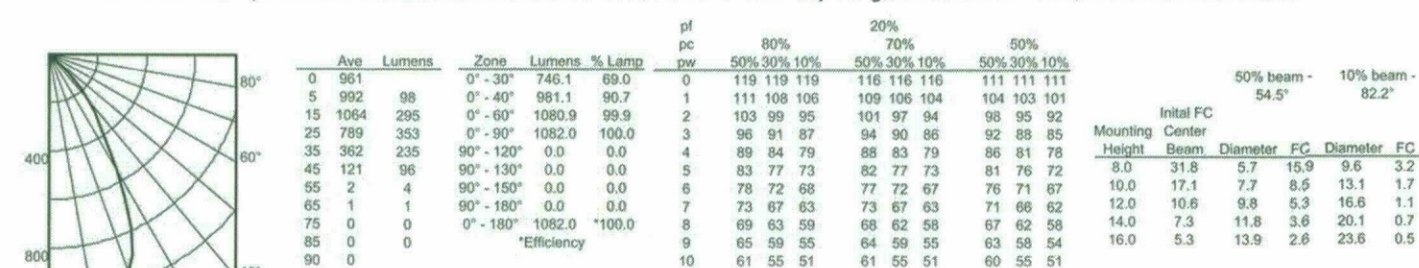 80°
60°
400
800
Ave Lumens
0 961
5 992 98
15 1064 295
25 789 353
35 362 235
45 121 96
55 2 4
65 1 1
75 0 0
85 0 0
90 0
Zone Lumens % Lamp
0° - 30° 746.1 69.0
0° - 40° 981.1 90.7
0° - 60° 1080.9 99.9
0° - 90° 1082.0 100.0
90° - 120° 0.0 0.0
90° - 130° 0.0 0.0
90° - 150° 0.0 0.0
90° - 180° 0.0 0.0
0° - 180° 1082.0 *100.0
*Efficiency
pf 20%
pc 80% 70% 50%
pw 50% 30% 10% 50% 30% 10% 50% 30% 10%
0 119 119 119 116 116 116 111 111 111
1 111 108 106 109 106 104 104 103 101
2 103 99 95 101 97 94 98 95 92
3 96 91 87 94 90 86 92 88 85
4 89 84 79 88 83 79 86 81 78
5 83 77 73 82 77 73 81 76 72
6 78 72 68 77 72 67 76 71 67
7 73 67 63 73 67 63 71 66 62
8 69 63 59 68 62 58 67 62 58
9 65 59 55 64 59 55 63 58 54
10 61 55 51 61 55 51 60 55 51
50% beam - 10% beam -
54.5° 82.2°
Inital FC
Mounting Center
Height Beam Diameter FC Diameter FC
8.0 31.8 5.7 15.9 9.6 3.2
10.0 17.1 7.7 8.5 13.1 1.7
12.0 10.6 9.8 5.3 16.6 1.1
14.0 7.3 11.8 3.6 20.1 0.7
16.0 5.3 13.9 2.6 23.6 0.5